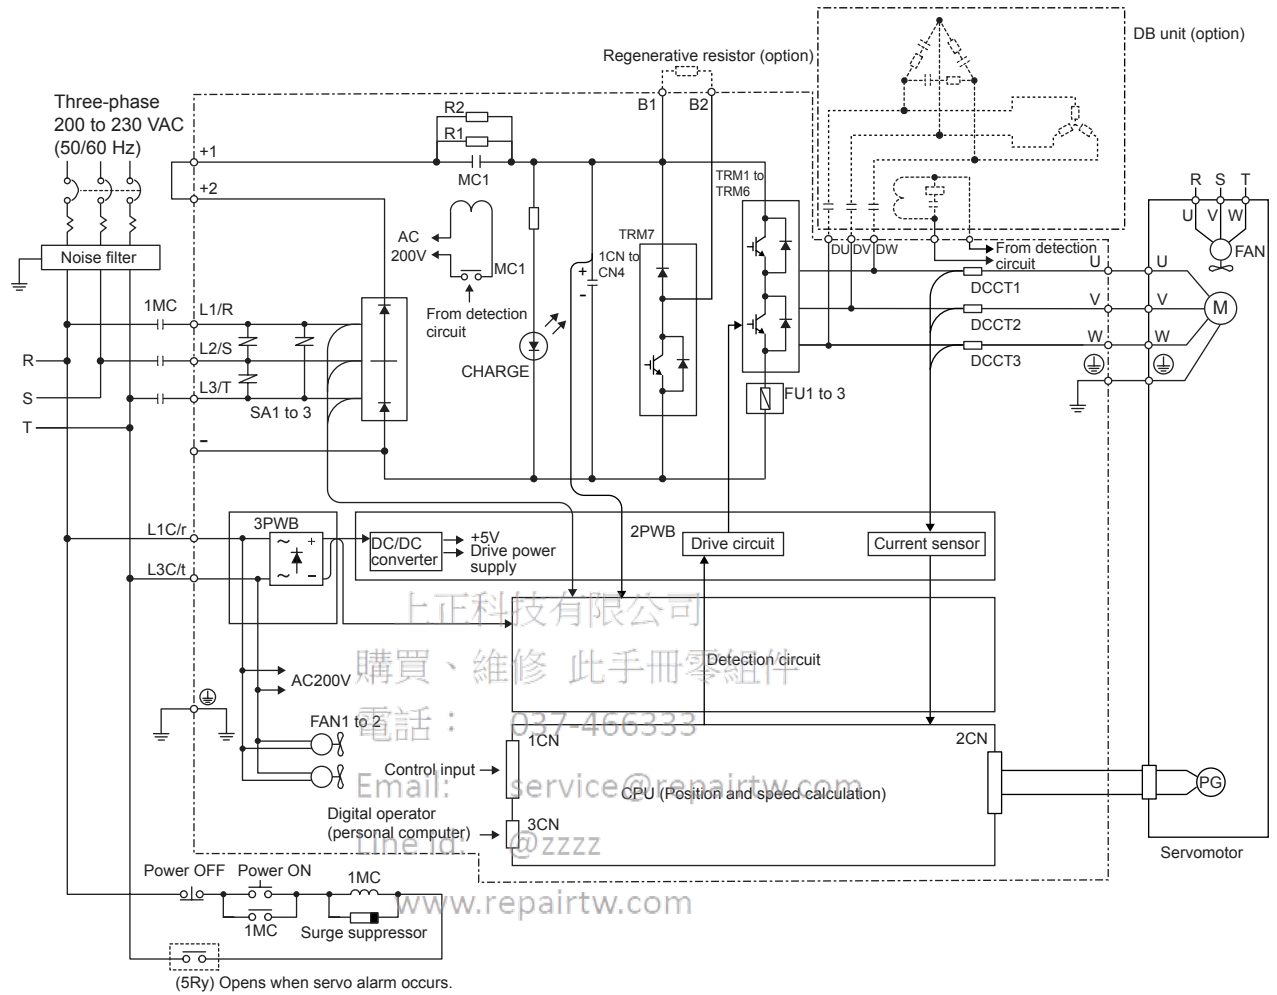 DB unit (option)
Regenerative resistor (option)
B1
B2
Three-phase
200 to 230 VAC
(50/60 Hz)
R2
R1
+1
MC1
+2
TRM1 to
TRM6
R
S
T
U
V
W
FAN
AC
200V
MC1
TRM7
1CN to
CN4
+
-
DU
DV
DW
From detection
circuit
Noise filter
From detection
circuit
U
U
DCCT1
1MC
L1/R
V
V
M
DCCT2
L2/S
W
W
DCCT3
R
CHARGE
S
L3/T
SA1 to 3
FU1 to 3
T
-
L1C/r
3PWB
~
+
~
-
DC/DC
converter
+5V
Drive power
supply
2PWB
Drive circuit
Current sensor
L3C/t
上正科技有限公司
購買、維修 此手冊零組件
Detection circuit
AC200V
電話： 037-466333
FAN1 to 2
1CN
2CN
Control input
Email: service@repairtw.com
CPU (Position and speed calculation)
PG
Digital operator
(personal computer)
3CN
Line id: @zzzz
Servomotor
Power OFF
Power ON
1MC
www.repairtw.com
1MC
Surge suppressor
(5Ry) Opens when servo alarm occurs.